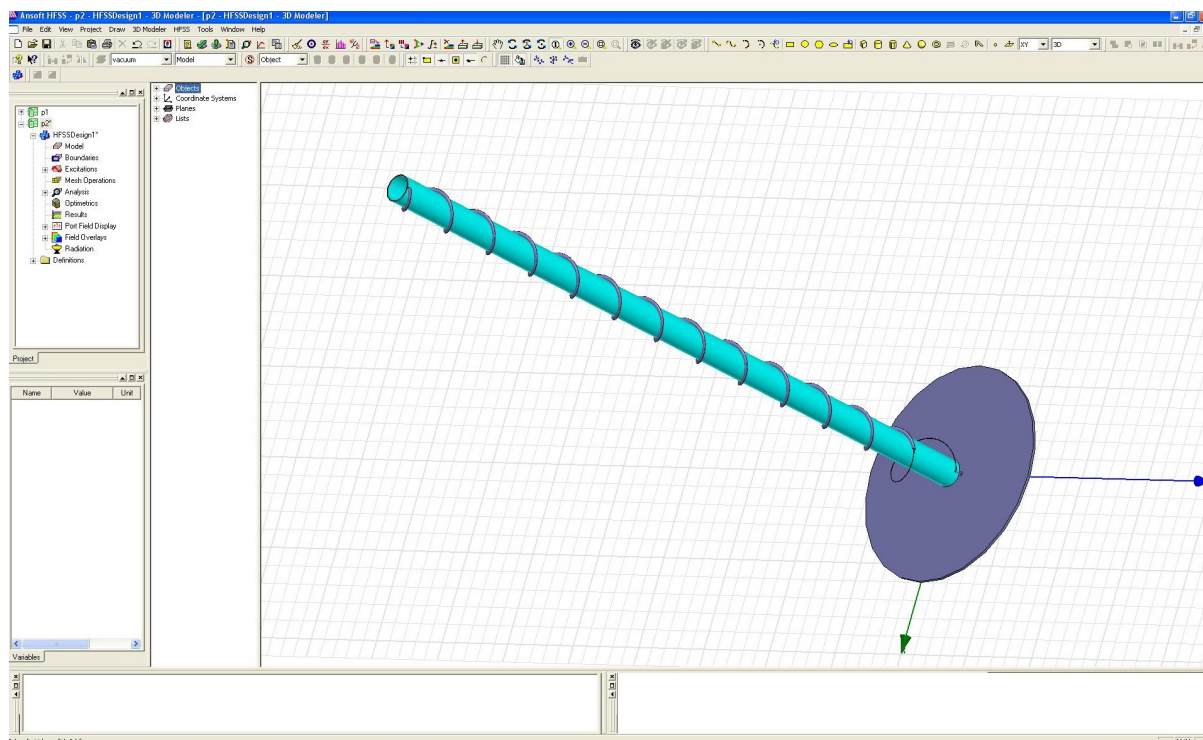 Ansoft HFSS - p2 - HFSSDesign1 - 3D Modeler - [p2 - HFSSDesign1 - 3D Modeler]
File Edit View Project Draw 3D Modeler HFSS Tools Window Help
XY 3D
vacuum Model Object
p1
p2*
HFSSDesign1*
Model
Boundaries
Excitations
Mesh Operations
Analysis
Optimetrics
Results
Port Field Display
Field Overlays
Radiation
Definitions
Project
Objects
Coordinate Systems
Planes
Lists
Name Value Unit
Variables